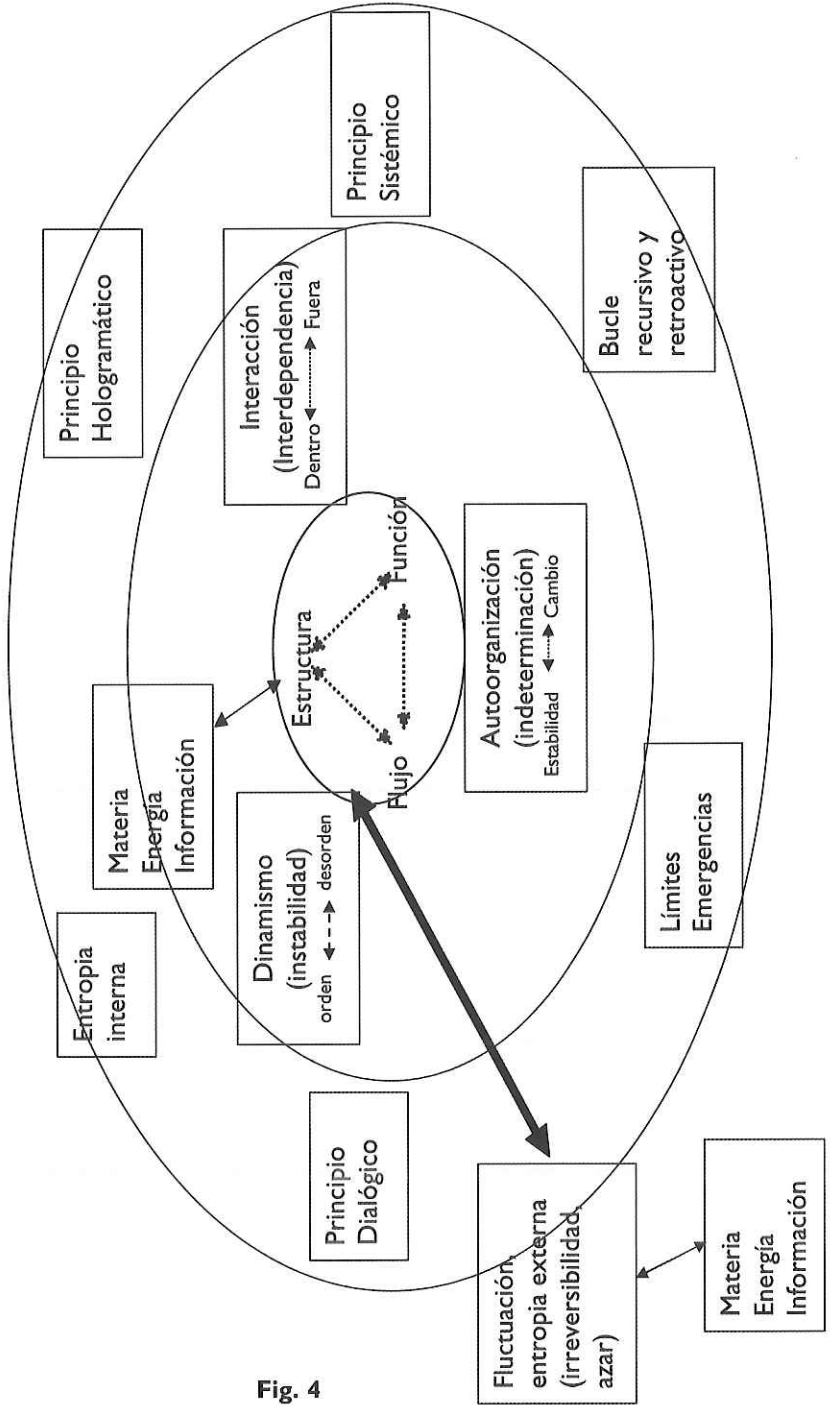 Principio
Hologramático
Entropia
interna
Materia
Energía
Información
Principio
Dialógico
Dinamismo
(instabilidad)
orden
desorden
Interacción
(Interdependencia)
Dentro
Fuera
Principio
Sistémico
Estructura
Flujo
Función
Autoorganización
(indeterminación)
Estabilidad
Cambio
Fluctuación,
entropia externa
(irreversibilidad,
azar)
Límites
Emergencias
Bucle
recursivo y
retroactivo
Materia
Energía
Información
Fig. 4